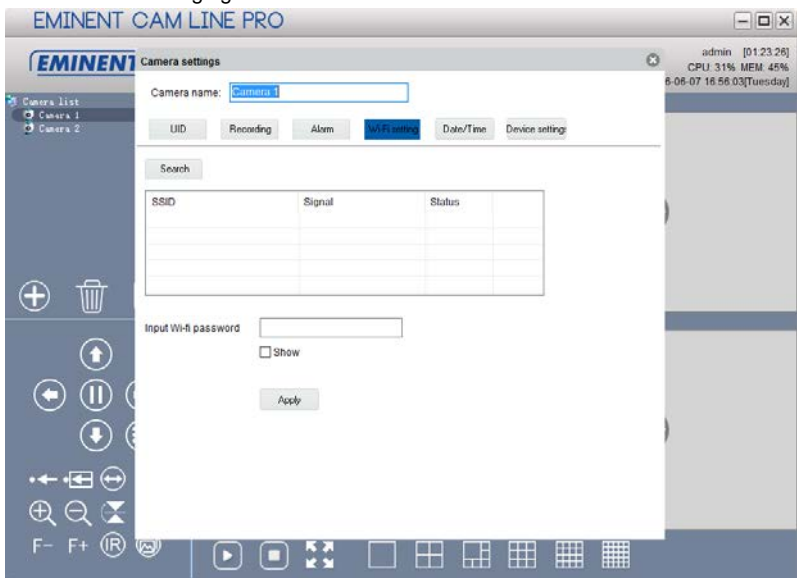 EMINENT CAM LINE PRO
EMINENT
admin [01:23:26]
CPU: 31% MEM: 45%
6-06-07 16:56:03[Tuesday]
Camera settings
Camera name: Camera 1
Camera list
Camera 1
Camera 2
UID Recording Alarm Wi-Fi setting Date/Time Device setting
Search
SSID Signal Status
Input Wi-fi password
Show
Apply
F- F+ IR